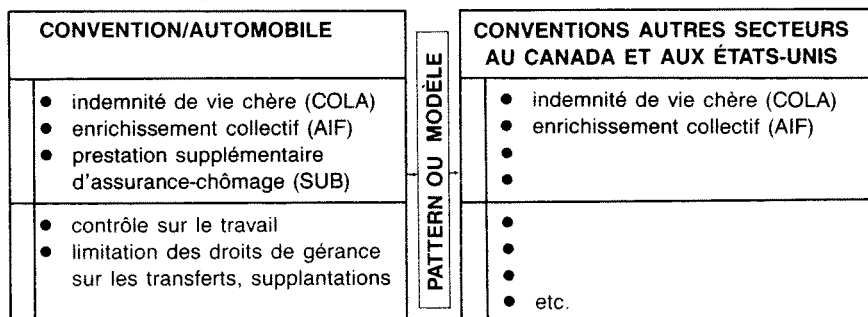 CONVENTION/AUTOMOBILE
● indemnité de vie chère (COLA)
● enrichissement collectif (AIF)
● prestation supplémentaire
d'assurance-chômage (SUB)
● contrôle sur le travail
● limitation des droits de gérance
sur les transferts, supplantations
PATTERN OU MODÈLE
CONVENTIONS AUTRES SECTEURS
AU CANADA ET AUX ÉTATS-UNIS
● indemnité de vie chère (COLA)
● enrichissement collectif (AIF)
●
●
●
●
●
● etc.